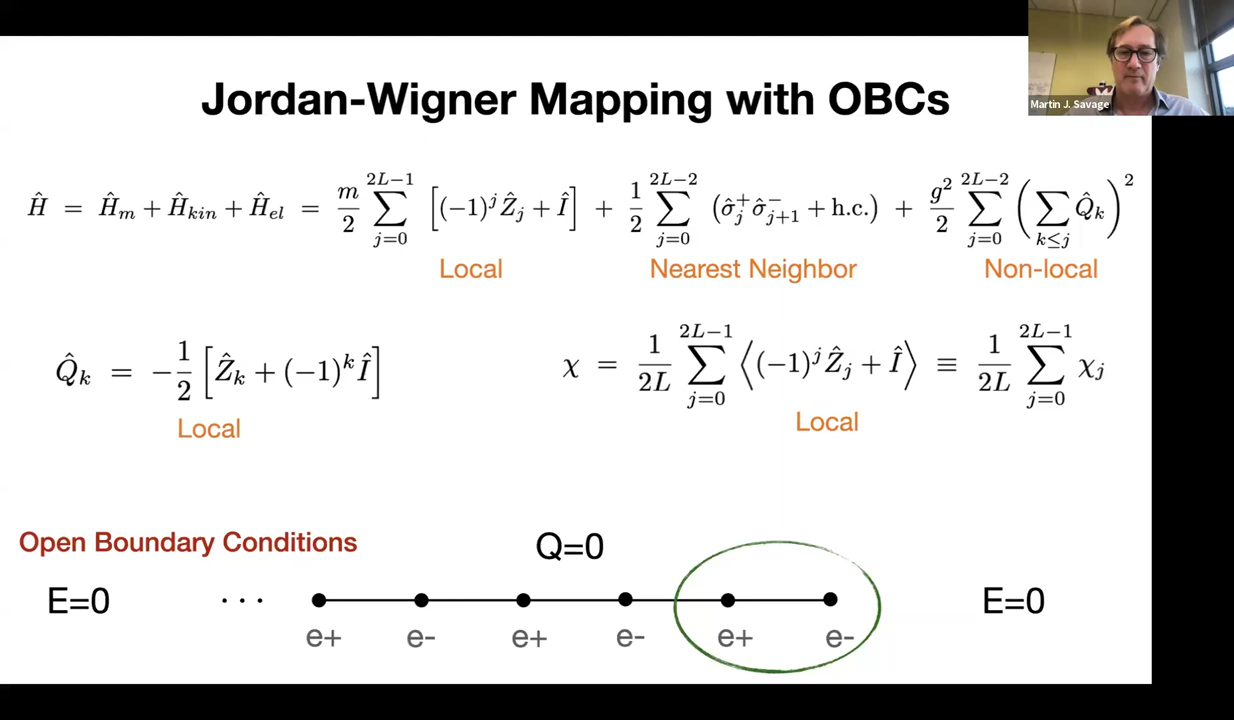 Martin J. Savage
Jordan-Wigner Mapping with OBCs
Ĥ = Ĥ_m + Ĥ_kin + Ĥ_el = m/2 ∑_{j=0}^{2L−1} [(−1)^j Ẑ_j + Î] + 1/2 ∑_{j=0}^{2L−2} (σ̂_j^+ σ̂_{j+1}^− + h.c.) + g²/2 ∑_{j=0}^{2L−2} (∑_{k≤j} Q̂_k)²
Local Nearest Neighbor Non-local
Q̂_k = −1/2 [Ẑ_k + (−1)^k Î] χ = 1/2L ∑_{j=0}^{2L−1} ⟨(−1)^j Ẑ_j + Î⟩ ≡ 1/2L ∑_{j=0}^{2L−1} χ_j
Local Local
Open Boundary Conditions Q=0
E=0 ··· E=0
e+ e- e+ e- e+ e-